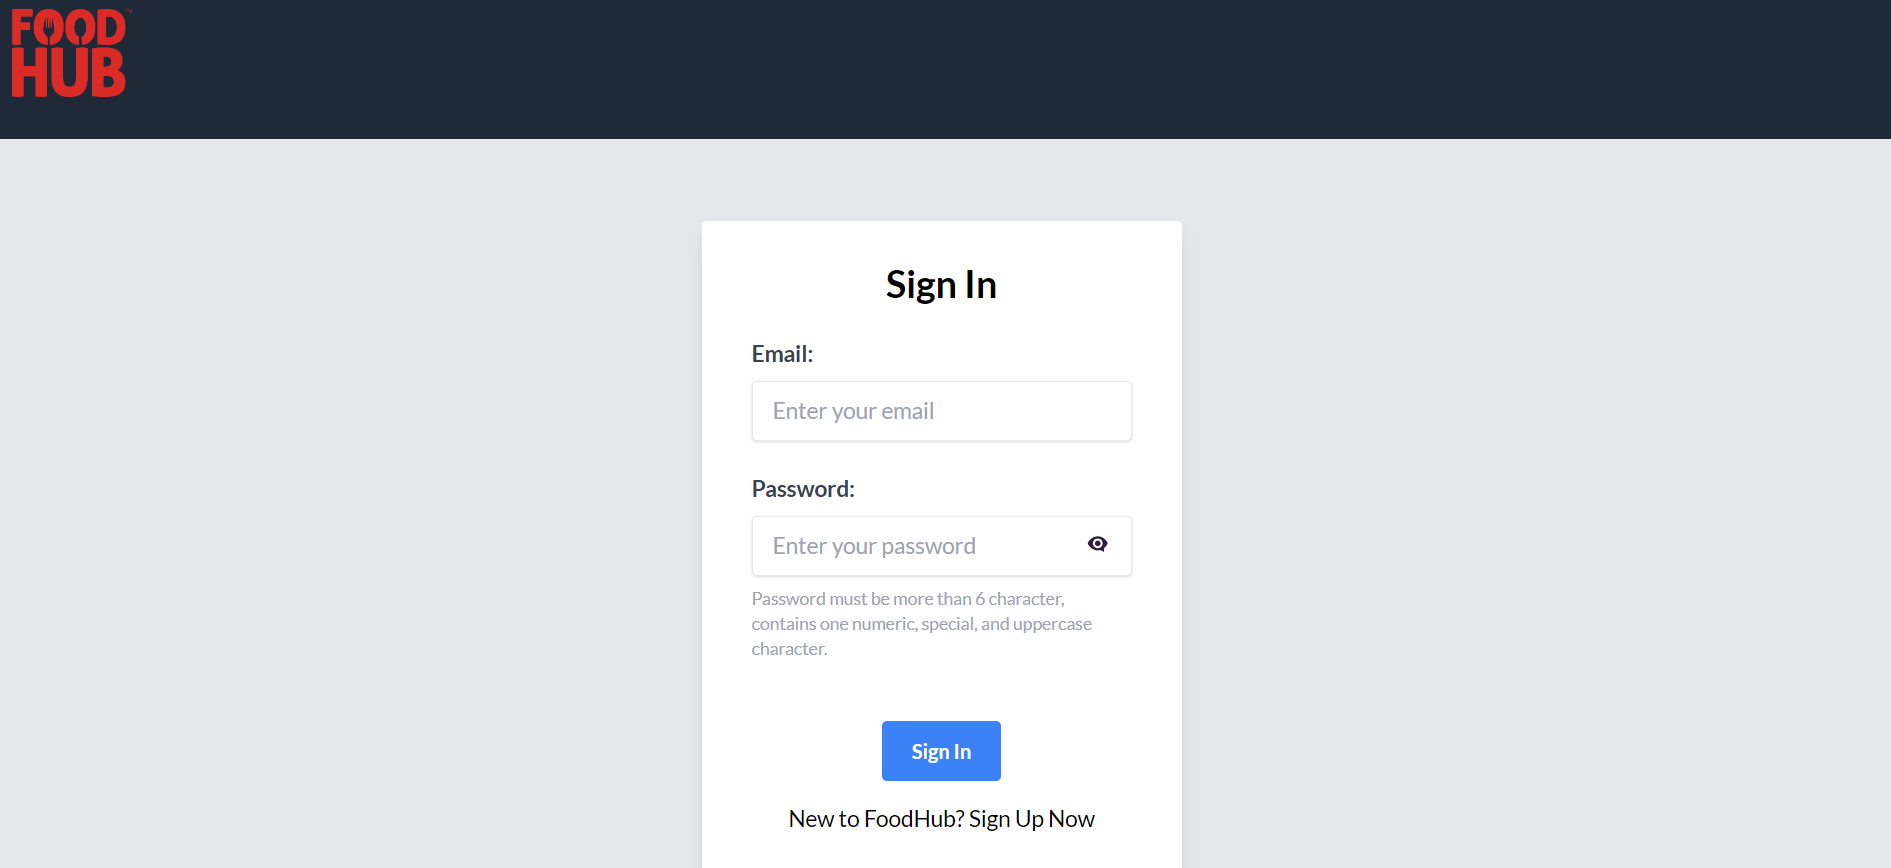 FOOD
HUB
Sign In
Email:
Enter your email
Password:
Enter your password
Password must be more than 6 character,
contains one numeric, special, and uppercase
character.
Sign In
New to FoodHub? Sign Up Now